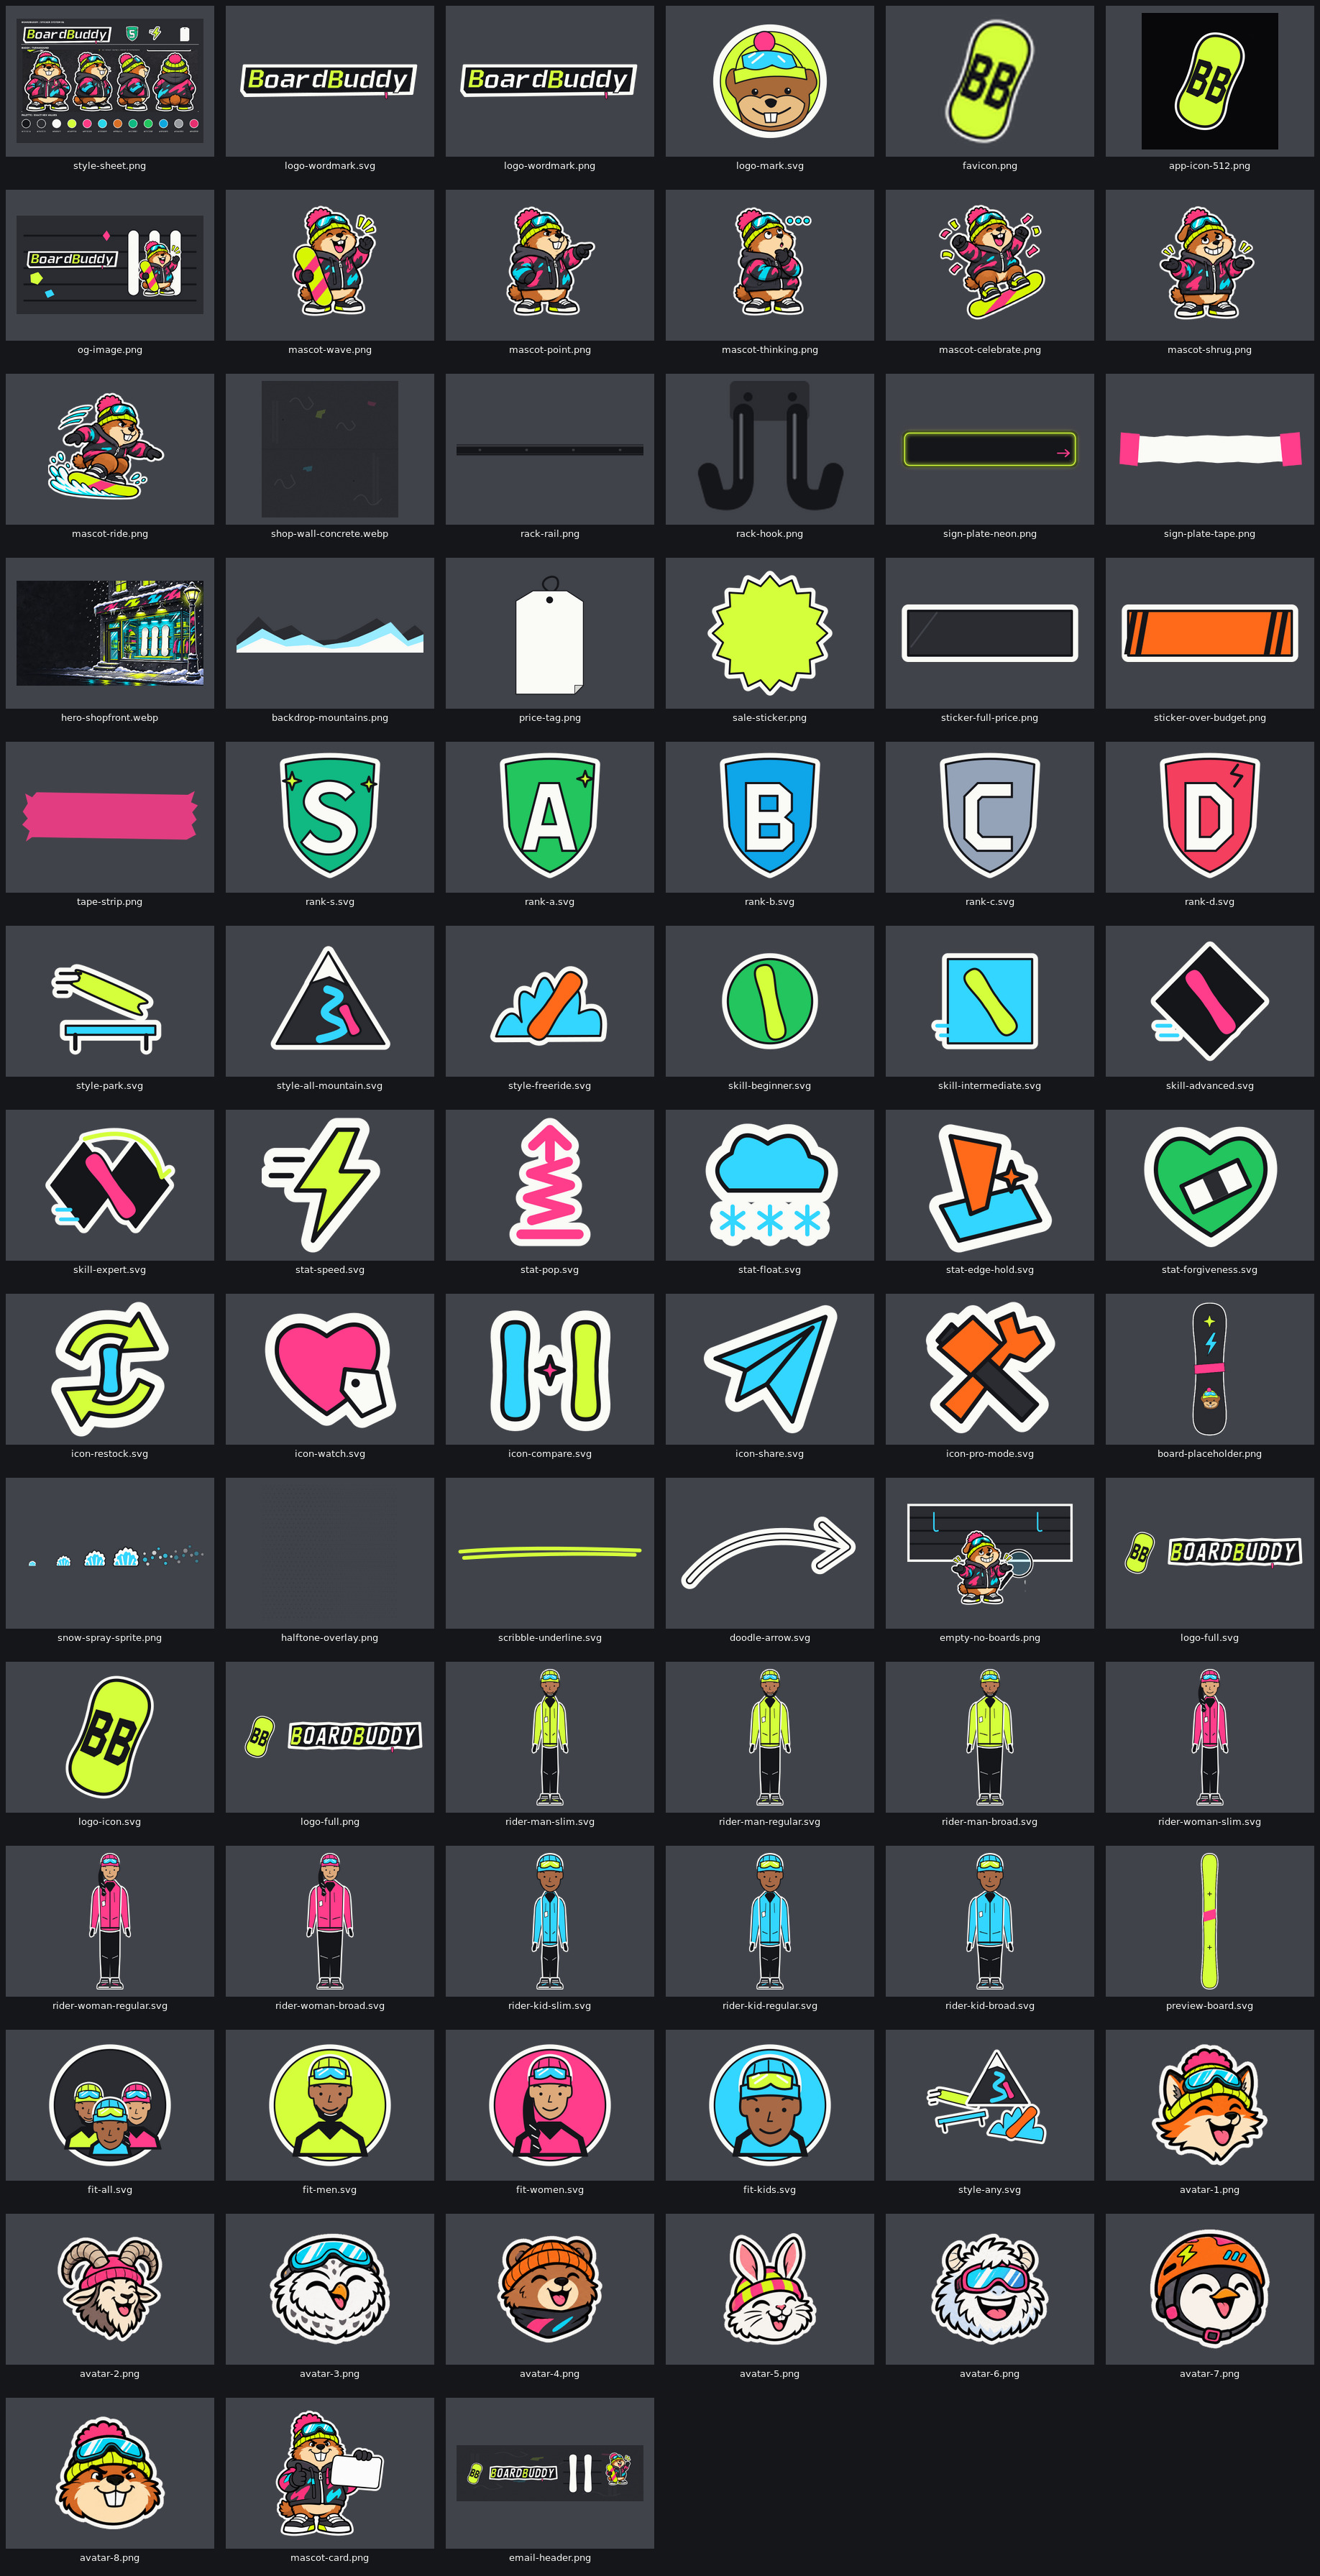 BoardBuddy
S
style-sheet.png
BoardBuddy
logo-wordmark.svg
BoardBuddy
logo-wordmark.png
logo-mark.svg
BB
favicon.png
BB
app-icon-512.png
BoardBuddy
og-image.png
mascot-wave.png
mascot-point.png
mascot-thinking.png
mascot-celebrate.png
mascot-shrug.png
mascot-ride.png
shop-wall-concrete.webp
rack-rail.png
rack-hook.png
sign-plate-neon.png
sign-plate-tape.png
hero-shopfront.webp
backdrop-mountains.png
price-tag.png
sale-sticker.png
sticker-full-price.png
sticker-over-budget.png
tape-strip.png
S
rank-s.svg
A
rank-a.svg
B
rank-b.svg
C
rank-c.svg
D
rank-d.svg
style-park.svg
style-all-mountain.svg
style-freeride.svg
skill-beginner.svg
skill-intermediate.svg
skill-advanced.svg
skill-expert.svg
stat-speed.svg
stat-pop.svg
stat-float.svg
stat-edge-hold.svg
stat-forgiveness.svg
icon-restock.svg
icon-watch.svg
icon-compare.svg
icon-share.svg
icon-pro-mode.svg
board-placeholder.png
snow-spray-sprite.png
halftone-overlay.png
scribble-underline.svg
doodle-arrow.svg
empty-no-boards.png
BB BOARDBUDDY
logo-full.svg
BB
logo-icon.svg
BB BOARDBUDDY
logo-full.png
rider-man-slim.svg
rider-man-regular.svg
rider-man-broad.svg
rider-woman-slim.svg
rider-woman-regular.svg
rider-woman-broad.svg
rider-kid-slim.svg
rider-kid-regular.svg
rider-kid-broad.svg
preview-board.svg
fit-all.svg
fit-men.svg
fit-women.svg
fit-kids.svg
style-any.svg
avatar-1.png
avatar-2.png
avatar-3.png
avatar-4.png
avatar-5.png
avatar-6.png
avatar-7.png
avatar-8.png
mascot-card.png
BB BOARDBUDDY
email-header.png